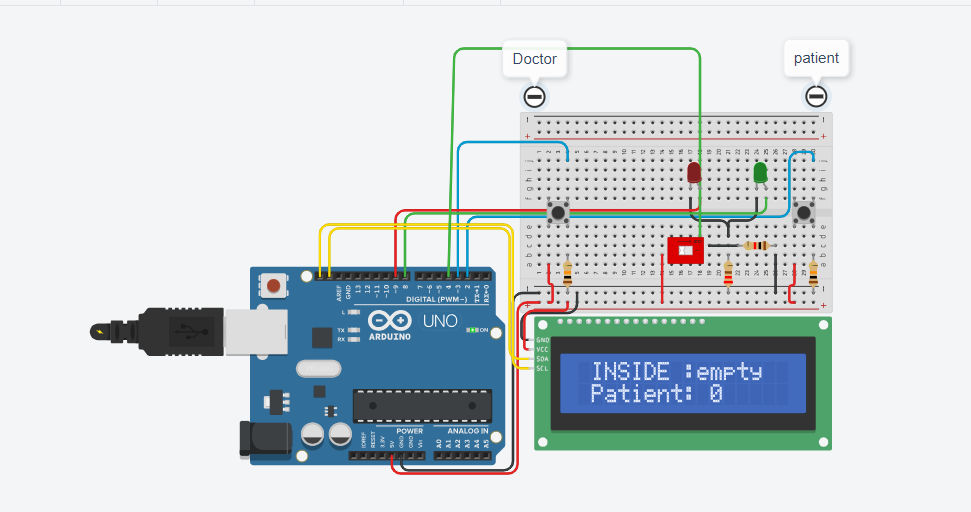 Doctor
patient
AREF
GND
13
12
~11
~10
~9
8
7
~6
~5
4
~3
2
TX→1
RX←0
DIGITAL (PWM~)
L
TX
RX
ARDUINO
UNO
ON
POWER
ANALOG IN
IOREF
RESET
3.3V
5V
GND
GND
Vin
A0
A1
A2
A3
A4
A5
GND
VCC
SDA
SCL
INSIDE :empty
Patient: 0